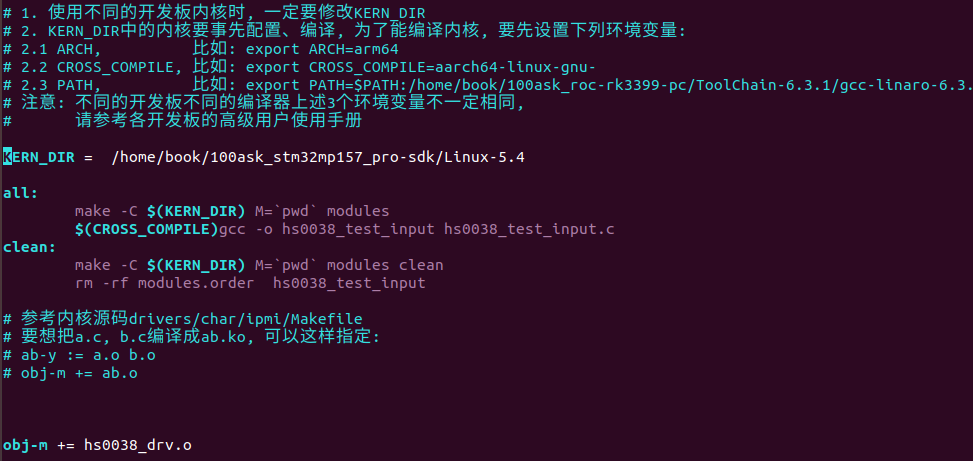 # 1. 使用不同的开发板内核时, 一定要修改KERN_DIR
# 2. KERN_DIR中的内核要事先配置、编译, 为了能编译内核, 要先设置下列环境变量:
# 2.1 ARCH,          比如: export ARCH=arm64
# 2.2 CROSS_COMPILE, 比如: export CROSS_COMPILE=aarch64-linux-gnu-
# 2.3 PATH,          比如: export PATH=$PATH:/home/book/100ask_roc-rk3399-pc/ToolChain-6.3.1/gcc-linaro-6.3.
# 注意: 不同的开发板不同的编译器上述3个环境变量不一定相同,
#       请参考各开发板的高级用户使用手册
KERN_DIR =  /home/book/100ask_stm32mp157_pro-sdk/Linux-5.4
all:
        make -C $(KERN_DIR) M=`pwd` modules
        $(CROSS_COMPILE)gcc -o hs0038_test_input hs0038_test_input.c
clean:
        make -C $(KERN_DIR) M=`pwd` modules clean
        rm -rf modules.order  hs0038_test_input
# 参考内核源码drivers/char/ipmi/Makefile
# 要想把a.c, b.c编译成ab.ko, 可以这样指定:
# ab-y := a.o b.o
# obj-m += ab.o
obj-m += hs0038_drv.o